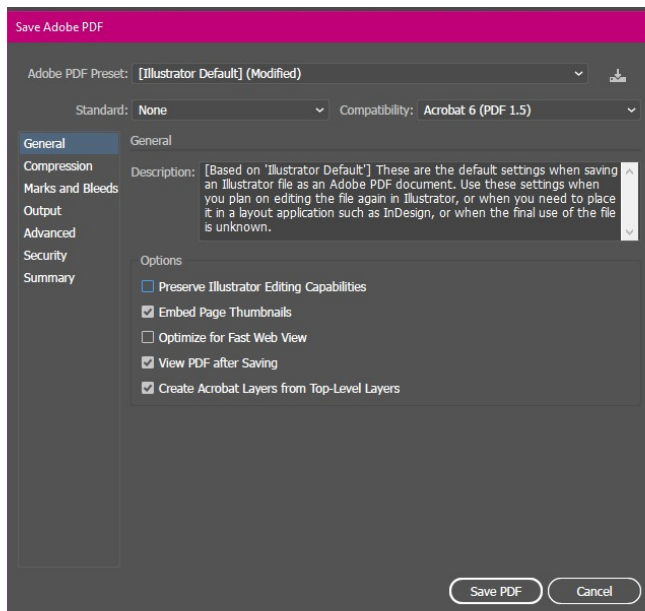 Save Adobe PDF
Adobe PDF Preset: [Illustrator Default] (Modified)
Standard: None Compatibility: Acrobat 6 (PDF 1.5)
General
Compression
Marks and Bleeds
Output
Advanced
Security
Summary
General
Description: [Based on 'Illustrator Default'] These are the default settings when saving
an Illustrator file as an Adobe PDF document. Use these settings when
you plan on editing the file again in Illustrator, or when you need to place
it in a layout application such as InDesign, or when the final use of the file
is unknown.
Options
Preserve Illustrator Editing Capabilities
Embed Page Thumbnails
Optimize for Fast Web View
View PDF after Saving
Create Acrobat Layers from Top-Level Layers
Save PDF Cancel